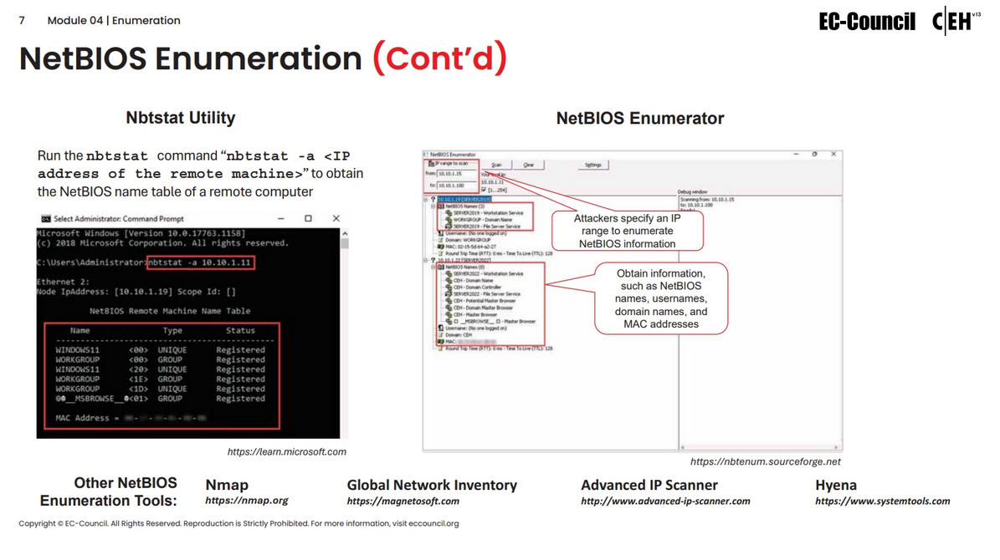 7 Module 04 | Enumeration
EC-Council C|EH v13
NetBIOS Enumeration (Cont’d)
Nbtstat Utility
Run the nbtstat command “nbtstat -a <IP
address of the remote machine>” to obtain
the NetBIOS name table of a remote computer
Select Administrator: Command Prompt
Microsoft Windows [Version 10.0.17763.1158]
(c) 2018 Microsoft Corporation. All rights reserved.
C:\Users\Administrator>nbtstat -a 10.10.1.11
Ethernet 2:
Node IpAddress: [10.10.1.19] Scope Id: []
NetBIOS Remote Machine Name Table
Name Type Status
---------------------------------------------
WINDOWS11 <00> UNIQUE Registered
WORKGROUP <00> GROUP Registered
WINDOWS11 <20> UNIQUE Registered
WORKGROUP <1E> GROUP Registered
WORKGROUP <1D> UNIQUE Registered
__MSBROWSE__ <01> GROUP Registered
MAC Address =
https://learn.microsoft.com
NetBIOS Enumerator
NetBIOS Enumerator
IP range to scan
from: 10.10.1.15
to: 10.10.1.100
Scan Clear Settings
Your local ip:
10.10.1.11
[1...254]
Debug window
Scanning from: 10.10.1.15
to: 10.10.1.100
10.10.1.19 [SERVER2019]
NetBIOS Names (3)
SERVER2019 - Workstation Service
WORKGROUP - Domain Name
SERVER2019 - File Server Service
Username: (No one logged on)
Domain: WORKGROUP
MAC: 02-15-5d-64-a2-27
Round Trip Time (RTT): 0 ms - Time To Live (TTL): 128
10.10.1.22 [SERVER2022]
NetBIOS Names (8)
SERVER2022 - Workstation Service
CEH - Domain Name
CEH - Domain Controller
SERVER2022 - File Server Service
CEH - Potential Master Browser
CEH - Domain Master Browser
CEH - Master Browser
__MSBROWSE__ - Master Browser
Username: (No one logged on)
Domain: CEH
MAC:
Round Trip Time (RTT): 0 ms - Time To Live (TTL): 128
Attackers specify an IP
range to enumerate
NetBIOS information
Obtain information,
such as NetBIOS
names, usernames,
domain names, and
MAC addresses
https://nbtenum.sourceforge.net
Other NetBIOS
Enumeration Tools:
Nmap
https://nmap.org
Global Network Inventory
https://magnetosoft.com
Advanced IP Scanner
http://www.advanced-ip-scanner.com
Hyena
https://www.systemtools.com
Copyright © EC-Council. All Rights Reserved. Reproduction is Strictly Prohibited. For more information, visit eccouncil.org